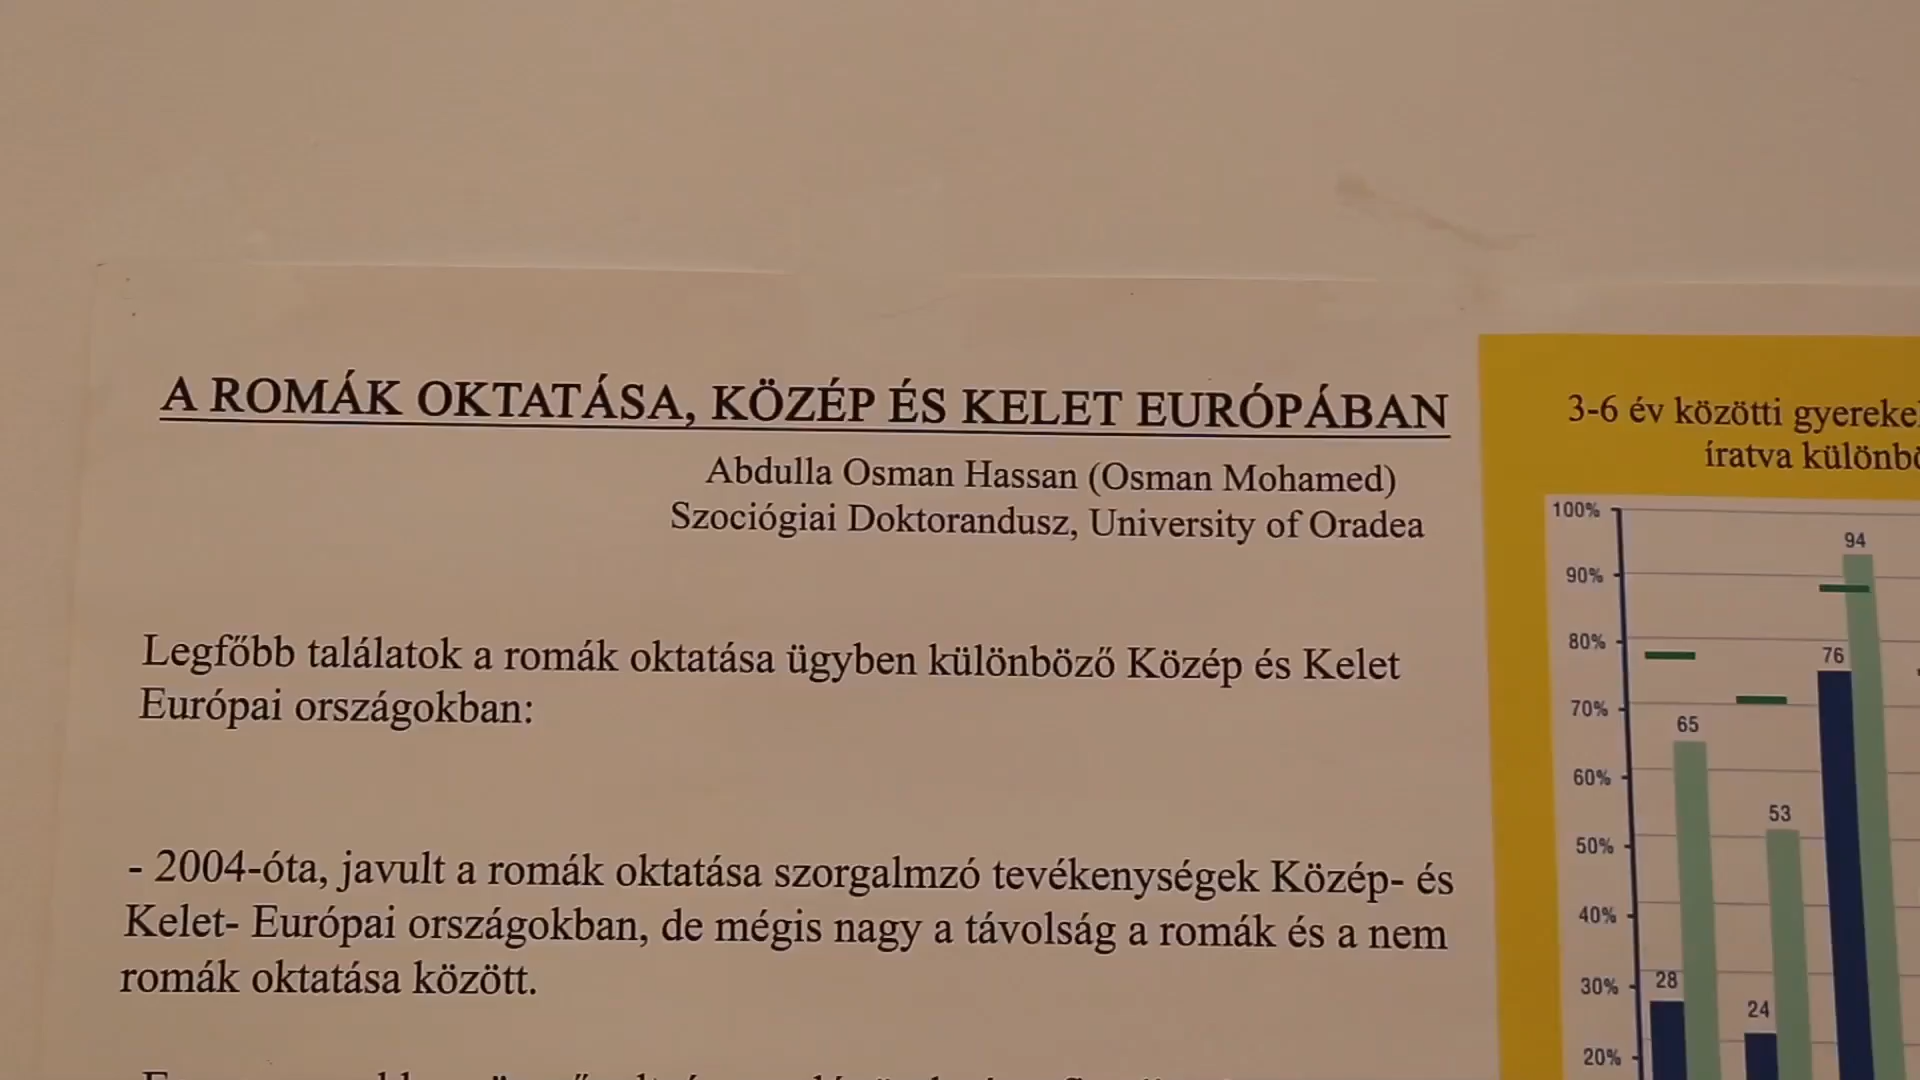 A ROMÁK OKTATÁSA, KÖZÉP ÉS KELET EURÓPÁBAN
Abdulla Osman Hassan (Osman Mohamed)
Szociógiai Doktorandusz, University of Oradea
Legfőbb találatok a romák oktatása ügyben különböző Közép és Kelet
Európai országokban:
- 2004-óta, javult a romák oktatása szorgalmzó tevékenységek Közép- és
Kelet- Európai országokban, de mégis nagy a távolság a romák és a nem
romák oktatása között.
3-6 év közötti
íratva
100%
94
90%
80%
76
70%
65
60%
53
50%
40%
30%
28
24
20%